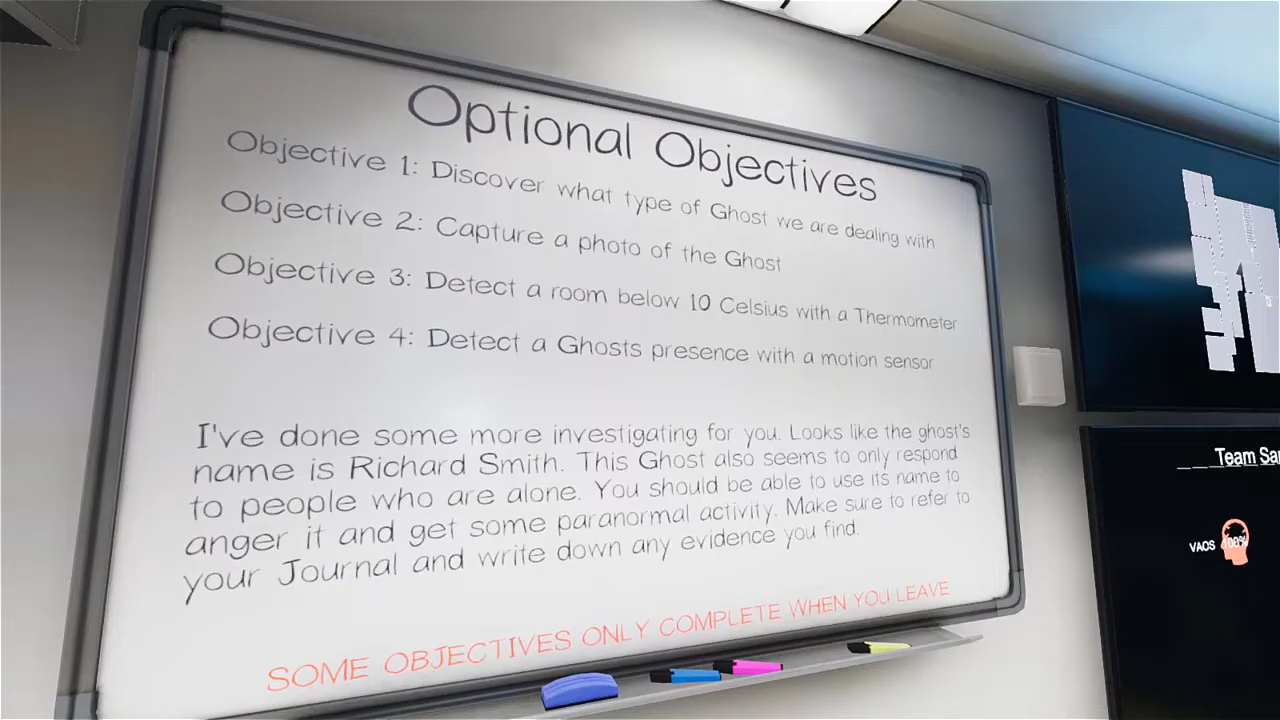 Optional Objectives
Objective 1: Discover what type of Ghost we are dealing with
Objective 2: Capture a photo of the Ghost
Objective 3: Detect a room below 10 Celsius with a Thermometer
Objective 4: Detect a Ghosts presence with a motion sensor
I've done some more investigating for you. Looks like the ghost's
name is Richard Smith. This Ghost also seems to only respond
to people who are alone. You should be able to use its name to
anger it and get some paranormal activity. Make sure to refer to
your Journal and write down any evidence you find.
SOME OBJECTIVES ONLY COMPLETE WHEN YOU LEAVE
Team
VAOS 100%